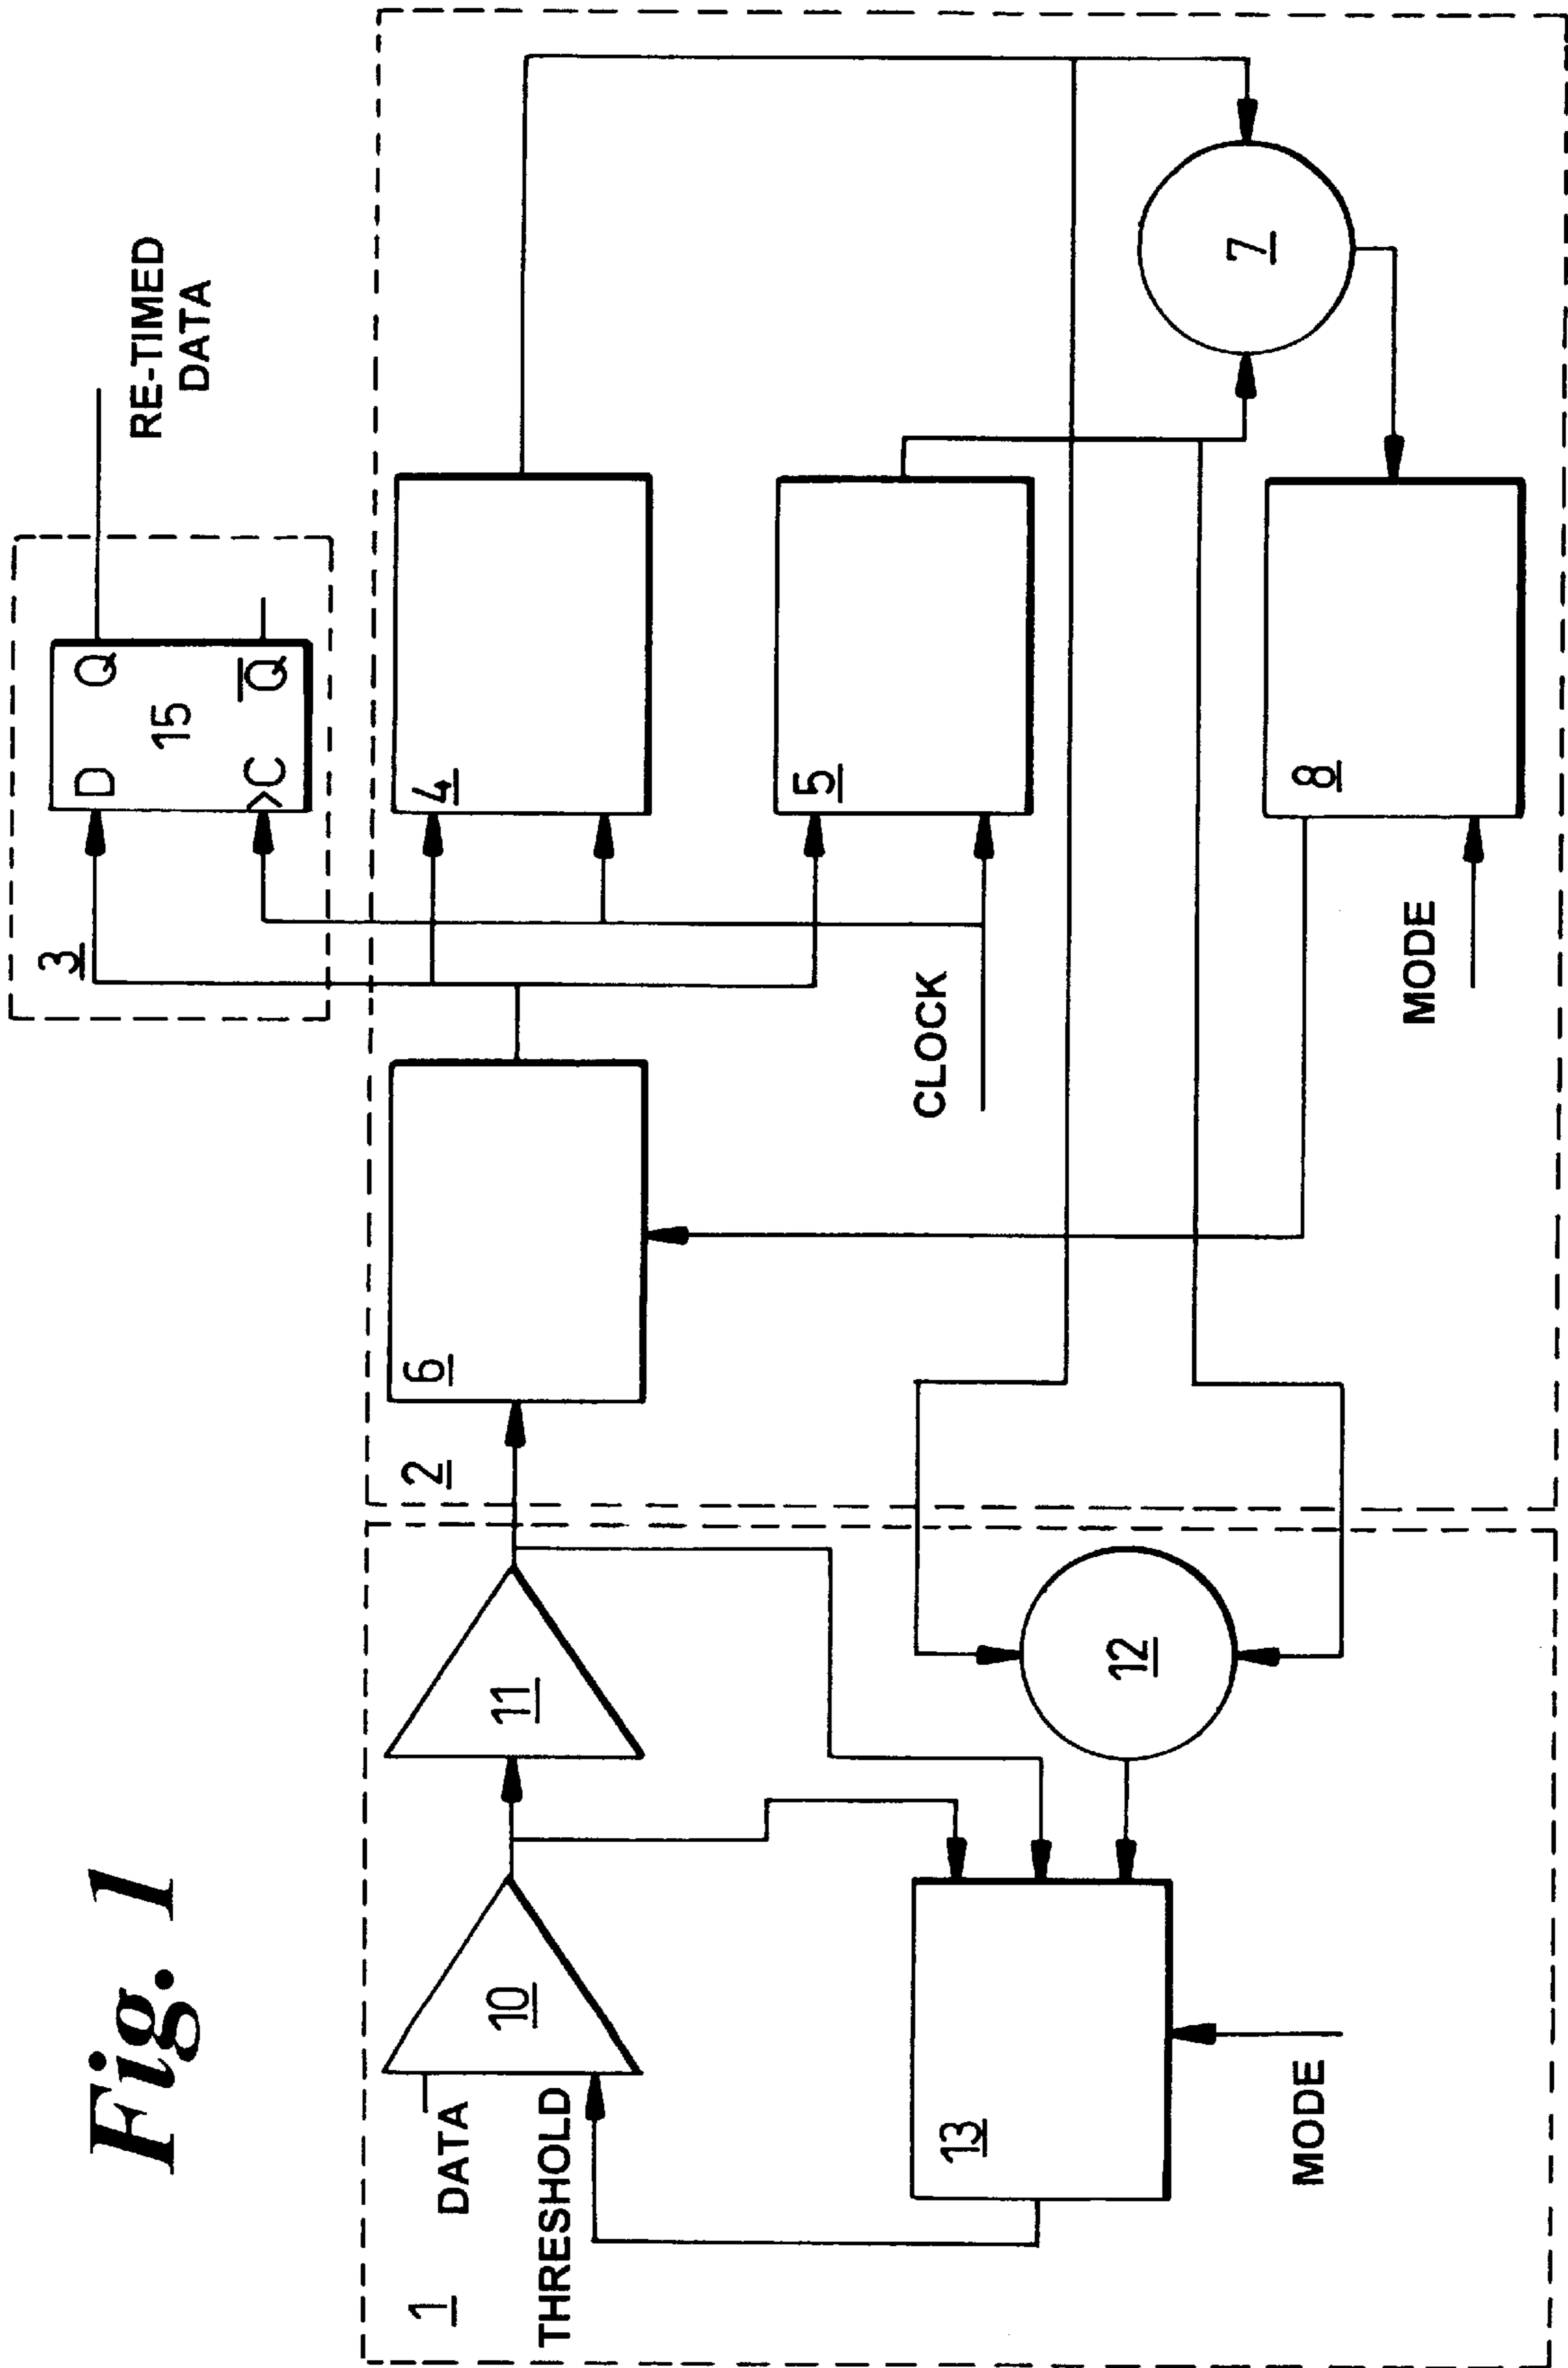 Fig. 1
1
DATA
THRESHOLD
10
11
13
MODE
12
2
6
CLOCK
3
D Q
15
>C Q̅
RE-TIMED
DATA
4
5
7
8
MODE